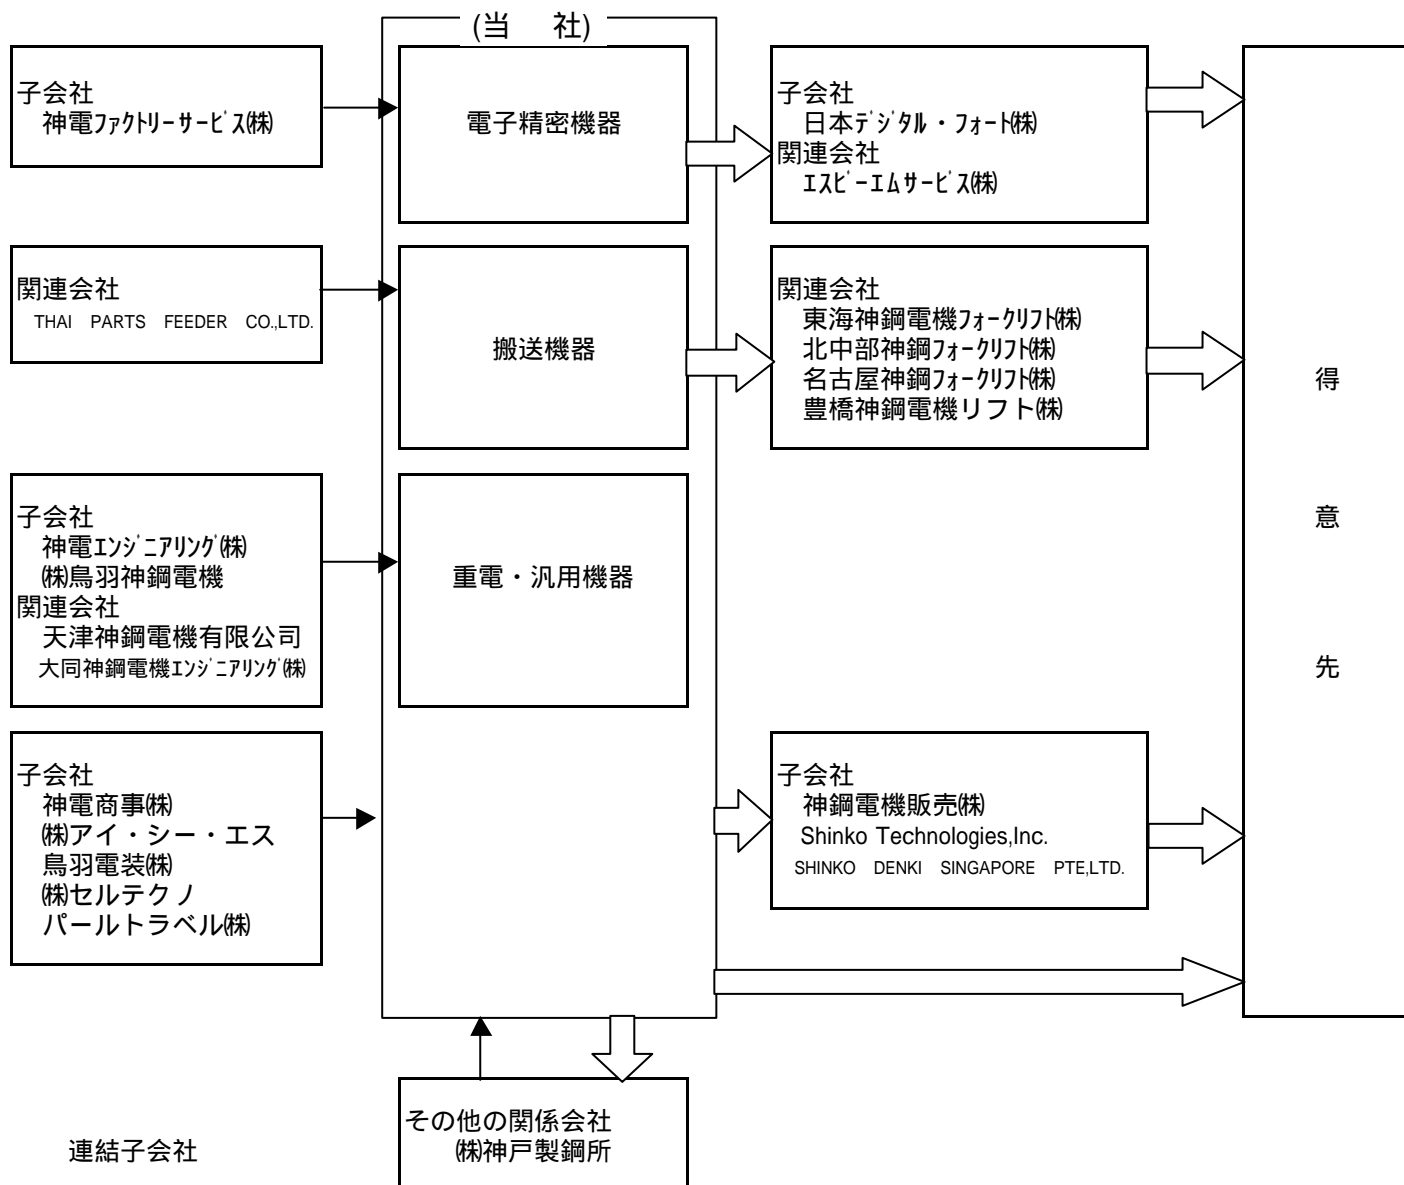 (当　社)
子会社
神電ﾌｧｸﾄﾘｰサｰﾋﾞｽ㈱
電子精密機器
子会社
日本ﾃﾞｼﾞﾀﾙ・ﾌｫｰﾄ㈱
関連会社
ｴｽﾋﾟｰｴﾑｻｰﾋﾞｽ㈱
関連会社
THAI PARTS FEEDER CO.,LTD.
搬送機器
関連会社
東海神鋼電機ﾌｫｰｸﾘﾌﾄ㈱
北中部神鋼ﾌｫｰｸﾘﾌﾄ㈱
名古屋神鋼ﾌｫｰｸﾘﾌﾄ㈱
豊橋神鋼電機リフト㈱
得
意
先
子会社
神電ｴﾝｼﾞﾆｱﾘﾝｸﾞ㈱
㈱鳥羽神鋼電機
関連会社
天津神鋼電機有限公司
大同神鋼電機ｴﾝｼﾞﾆｱﾘﾝｸﾞ㈱
重電・汎用機器
子会社
神電商事㈱
㈱アイ・シー・エス
鳥羽電装㈱
㈱セルテクノ
パールトラベル㈱
子会社
神鋼電機販売㈱
Shinko Technologies,Inc.
SHINKO DENKI SINGAPORE PTE,LTD.
その他の関係会社
㈱神戸製鋼所
連結子会社